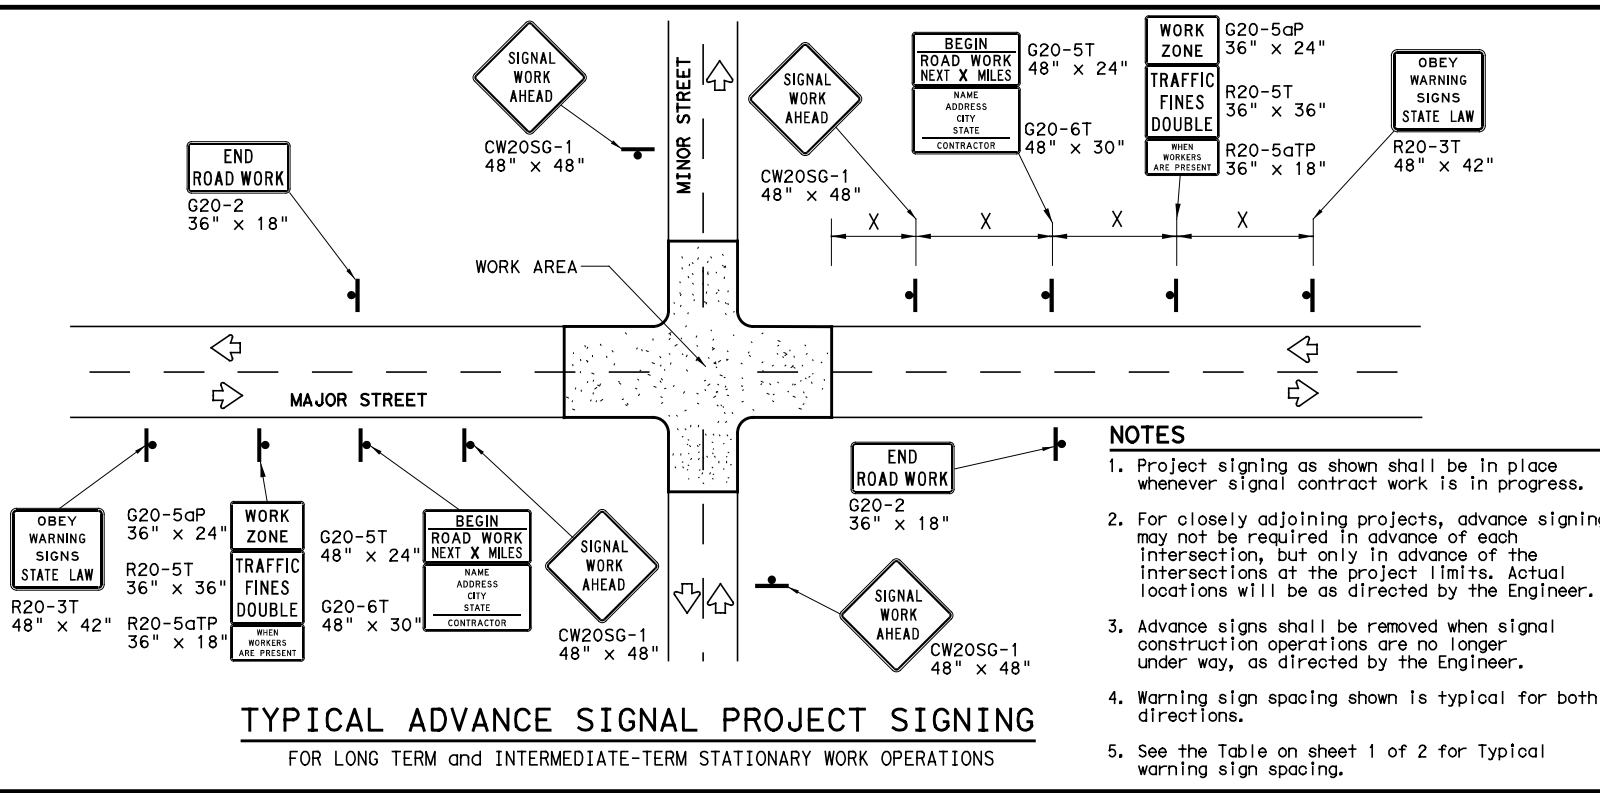 SIGNAL
WORK
AHEAD
CW20SG-1
48" x 48"
END
ROAD WORK
G20-2
36" x 18"
MINOR STREET
SIGNAL
WORK
AHEAD
CW20SG-1
48" x 48"
BEGIN
ROAD WORK
NEXT X MILES
NAME
ADDRESS
CITY
STATE
CONTRACTOR
G20-5T
48" x 24"
G20-6T
48" x 30"
WORK
ZONE
TRAFFIC
FINES
DOUBLE
WHEN
WORKERS
ARE PRESENT
G20-5aP
36" x 24"
R20-5T
36" x 36"
R20-5aTP
36" x 18"
OBEY
WARNING
SIGNS
STATE LAW
R20-3T
48" x 42"
X
X
X
X
WORK AREA
MAJOR STREET
OBEY
WARNING
SIGNS
STATE LAW
R20-3T
48" x 42"
G20-5aP
36" x 24"
R20-5T
36" x 36"
R20-5aTP
36" x 18"
WORK
ZONE
TRAFFIC
FINES
DOUBLE
WHEN
WORKERS
ARE PRESENT
G20-5T
48" x 24"
G20-6T
48" x 30"
BEGIN
ROAD WORK
NEXT X MILES
NAME
ADDRESS
CITY
STATE
CONTRACTOR
SIGNAL
WORK
AHEAD
CW20SG-1
48" x 48"
END
ROAD WORK
G20-2
36" x 18"
SIGNAL
WORK
AHEAD
CW20SG-1
48" x 48"
NOTES
1. Project signing as shown shall be in place
whenever signal contract work is in progress.
2. For closely adjoining projects, advance signing
may not be required in advance of each
intersection, but only in advance of the
intersections at the project limits. Actual
locations will be as directed by the Engineer.
3. Advance signs shall be removed when signal
construction operations are no longer
under way, as directed by the Engineer.
4. Warning sign spacing shown is typical for both
directions.
5. See the Table on sheet 1 of 2 for Typical
warning sign spacing.
TYPICAL ADVANCE SIGNAL PROJECT SIGNING
FOR LONG TERM and INTERMEDIATE-TERM STATIONARY WORK OPERATIONS